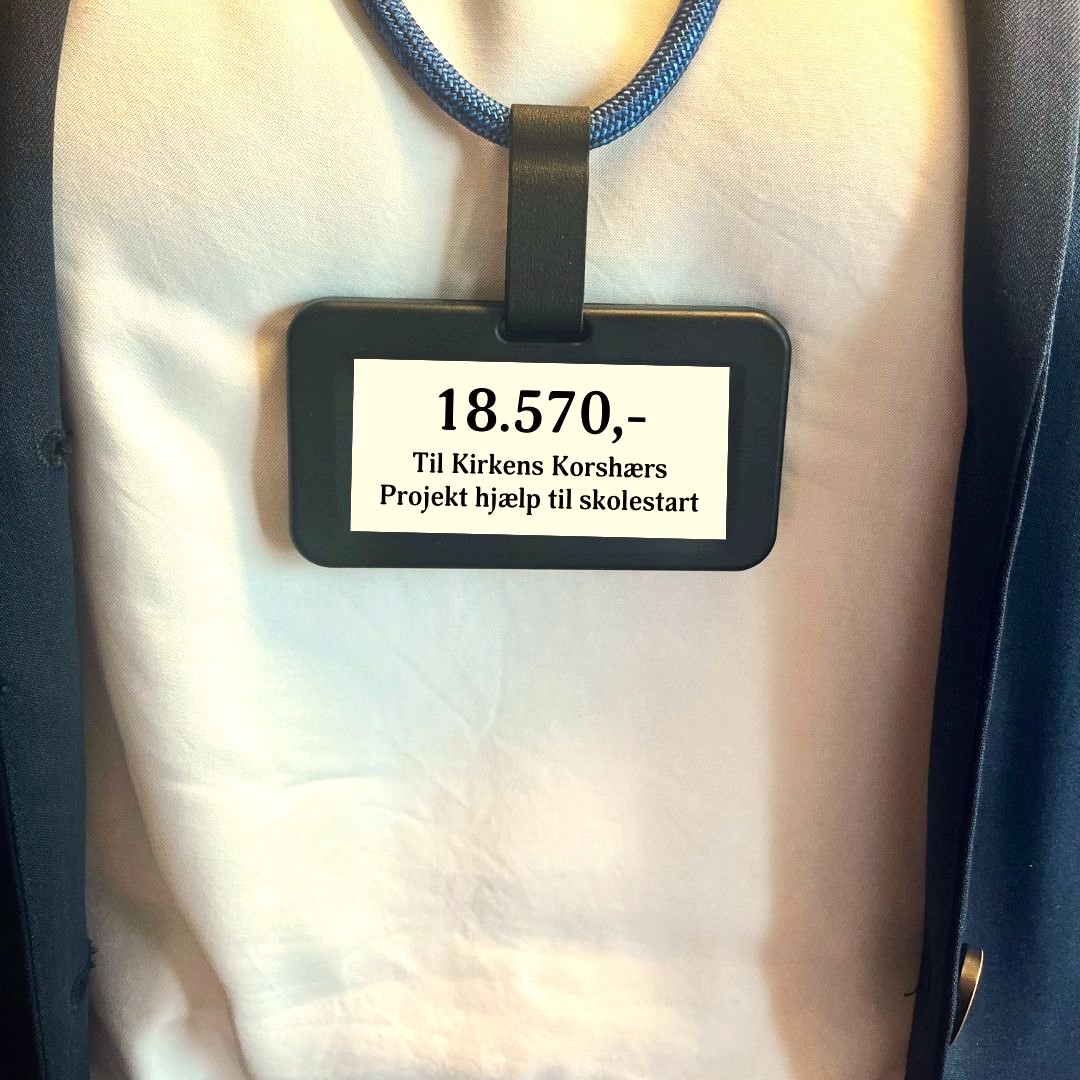 18.570,-
Til Kirkens Korshærs
Projekt hjælp til skolestart